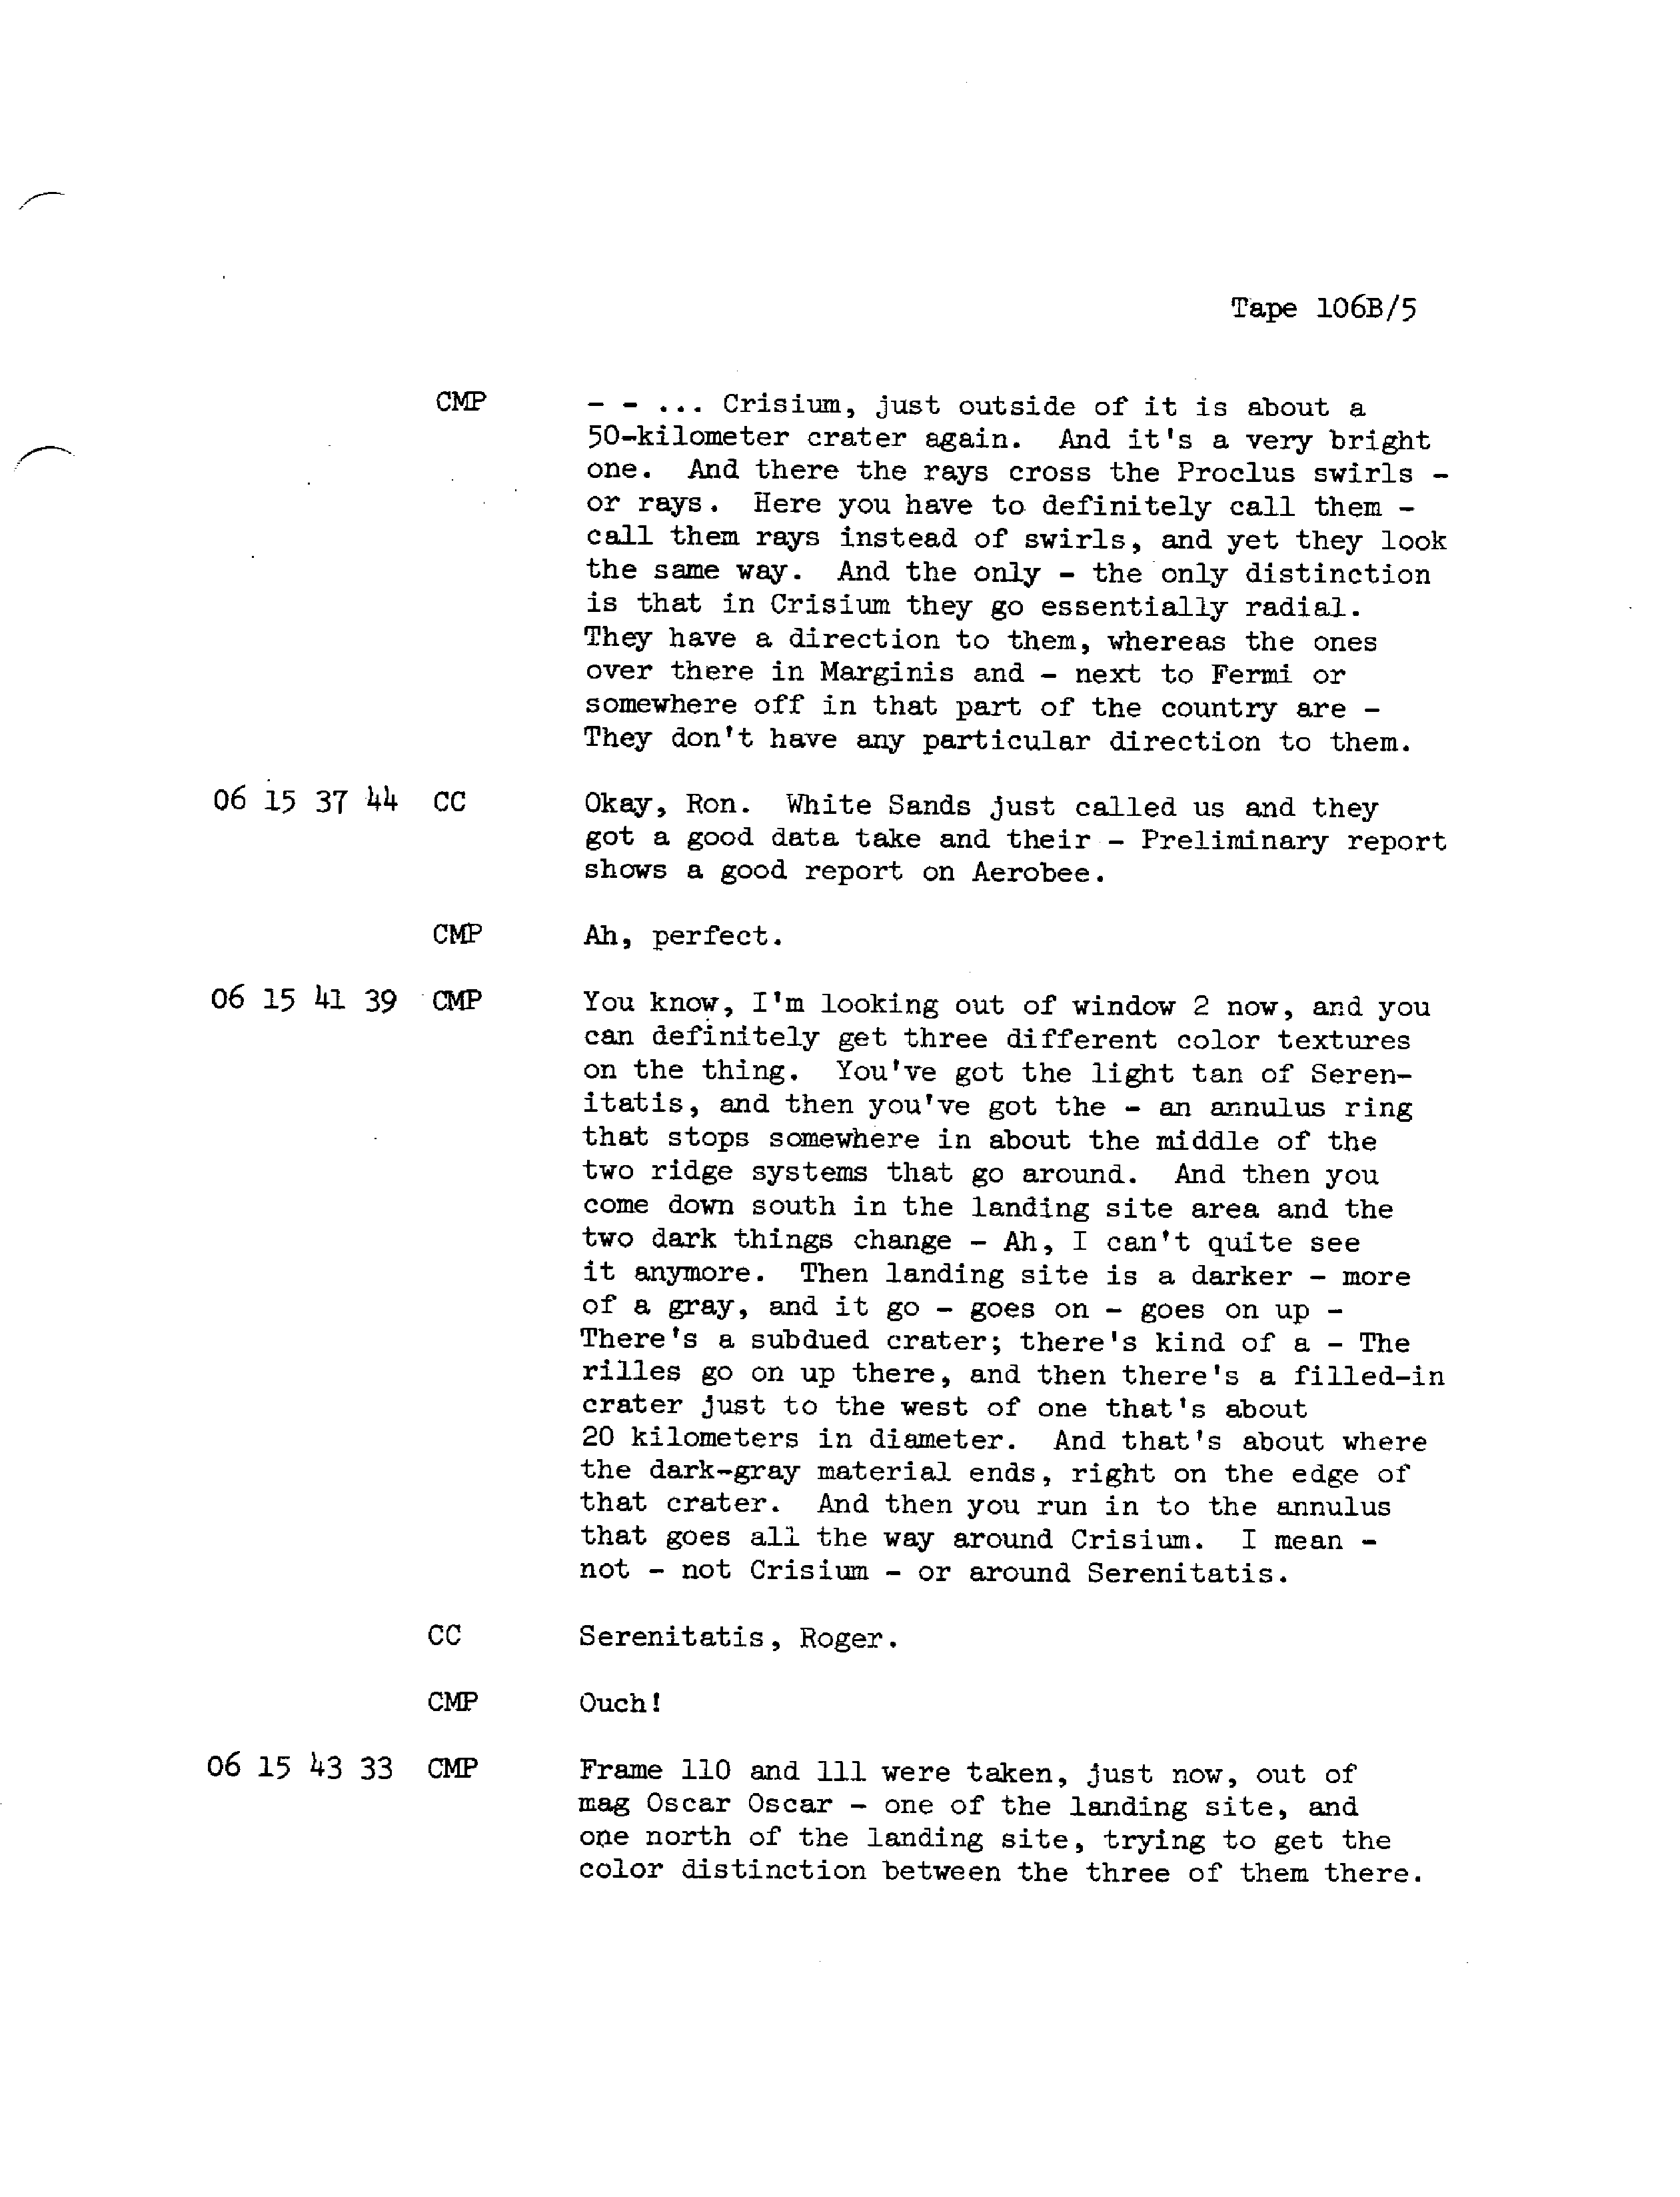 Tape 106B/5
CMP - - ... Crisium, just outside of it is about a
50-kilometer crater again. And it's a very bright
one. And there the rays cross the Proclus swirls -
or rays. Here you have to definitely call them -
call them rays instead of swirls, and yet they look
the same way. And the only - the only distinction
is that in Crisium they go essentially radial.
They have a direction to them, whereas the ones
over there in Marginis and - next to Fermi or
somewhere off in that part of the country are -
They don't have any particular direction to them.
06 15 37 44 CC Okay, Ron. White Sands just called us and they
got a good data take and their - Preliminary report
shows a good report on Aerobee.
CMP Ah, perfect.
06 15 41 39 CMP You know, I'm looking out of window 2 now, and you
can definitely get three different color textures
on the thing. You've got the light tan of Seren-
itatis, and then you've got the - an annulus ring
that stops somewhere in about the middle of the
two ridge systems that go around. And then you
come down south in the landing site area and the
two dark things change - Ah, I can't quite see
it anymore. Then landing site is a darker - more
of a gray, and it go - goes on - goes on up -
There's a subdued crater; there's kind of a - The
rilles go on up there, and then there's a filled-in
crater just to the west of one that's about
20 kilometers in diameter. And that's about where
the dark-gray material ends, right on the edge of
that crater. And then you run in to the annulus
that goes all the way around Crisium. I mean -
not - not Crisium - or around Serenitatis.
CC Serenitatis, Roger.
CMP Ouch!
06 15 43 33 CMP Frame 110 and 111 were taken, just now, out of
mag Oscar Oscar - one of the landing site, and
one north of the landing site, trying to get the
color distinction between the three of them there.